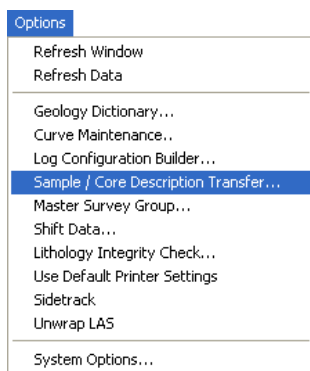 Options
Refresh Window
Refresh Data
Geology Dictionary...
Curve Maintenance..
Log Configuration Builder...
Sample / Core Description Transfer...
Master Survey Group...
Shift Data...
Lithology Integrity Check...
Use Default Printer Settings
Sidetrack
Unwrap LAS
System Options...